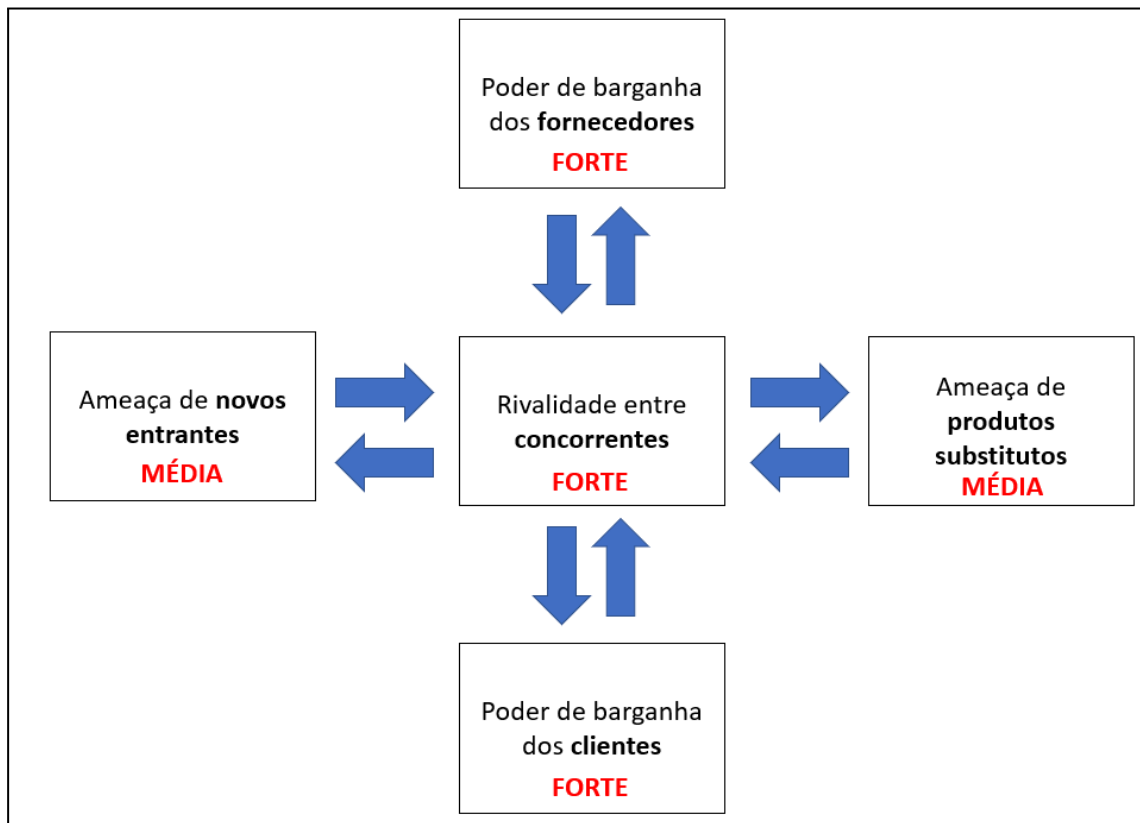 Poder de barganha
dos fornecedores
FORTE
Ameaça de novos
entrantes
MÉDIA
Rivalidade entre
concorrentes
FORTE
Ameaça de
produtos
substitutos
MÉDIA
Poder de barganha
dos clientes
FORTE